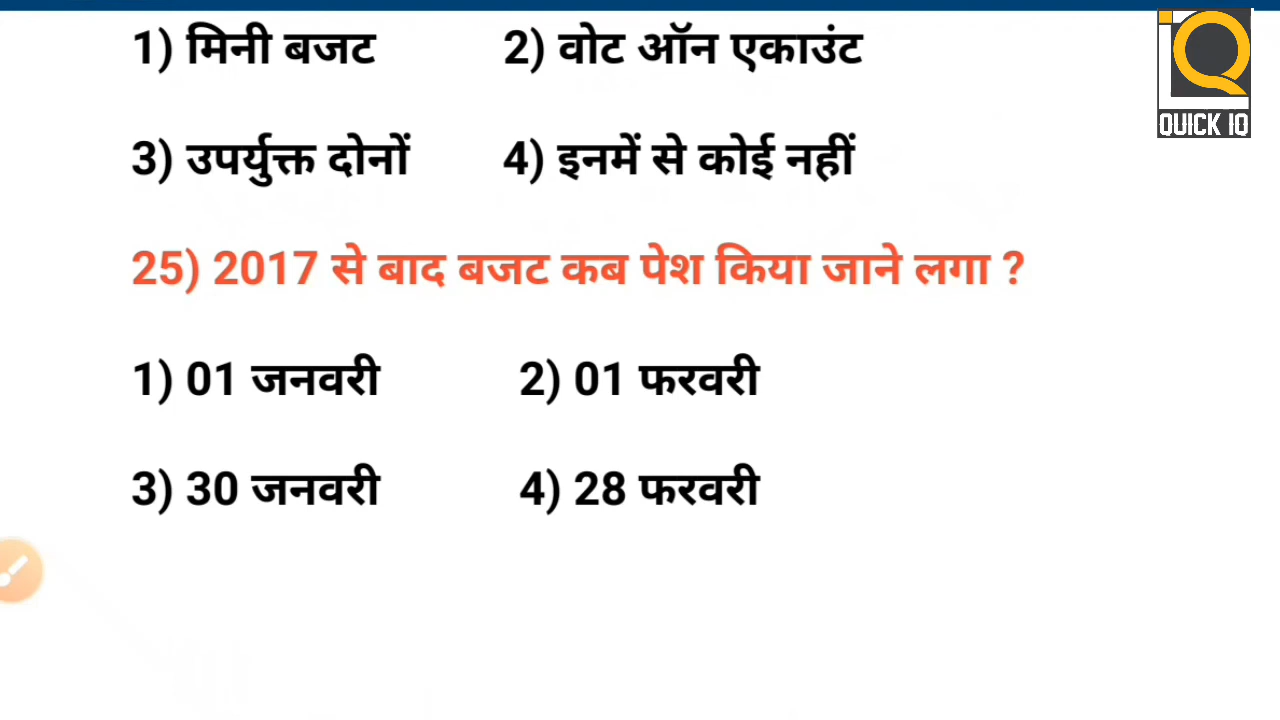 1) मिनी बजट 2) वोट ऑन एकाउंट
QUICK IQ
3) उपर्युक्त दोनों 4) इनमें से कोई नहीं
25) 2017 से बाद बजट कब पेश किया जाने लगा ?
1) 01 जनवरी 2) 01 फरवरी
3) 30 जनवरी 4) 28 फरवरी